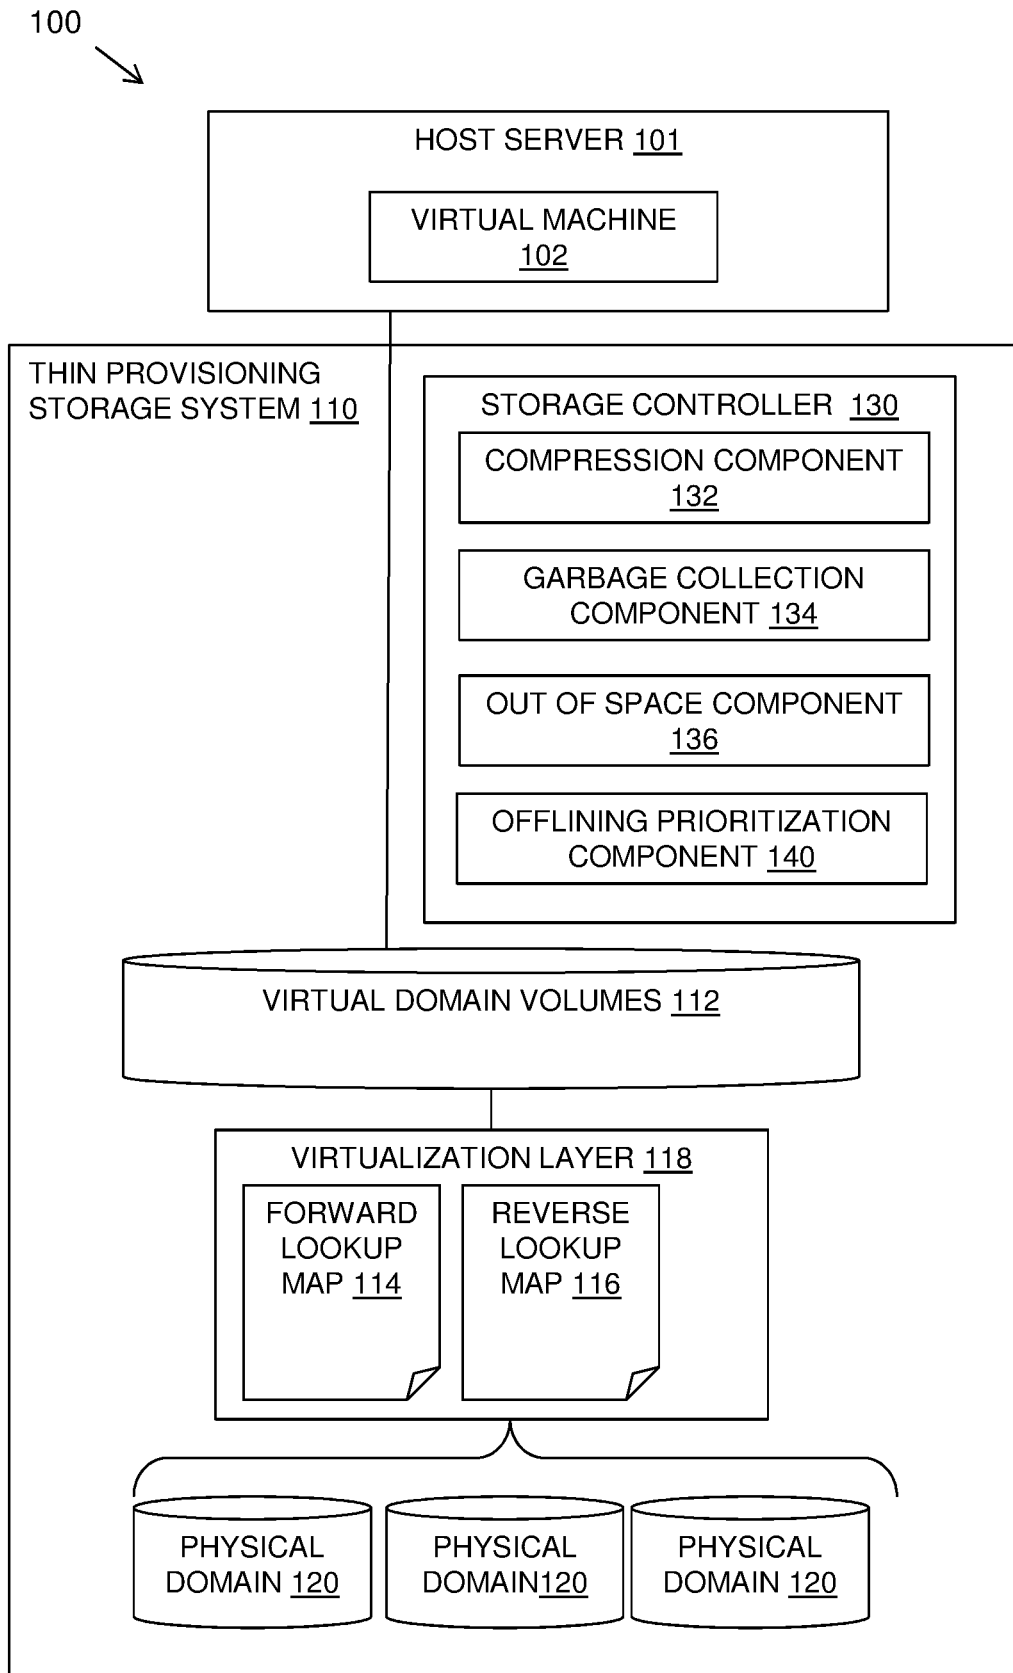 100
HOST SERVER 101
VIRTUAL MACHINE
102
THIN PROVISIONING
STORAGE SYSTEM 110
STORAGE CONTROLLER 130
COMPRESSION COMPONENT
132
GARBAGE COLLECTION
COMPONENT 134
OUT OF SPACE COMPONENT
136
OFFLINING PRIORITIZATION
COMPONENT 140
VIRTUAL DOMAIN VOLUMES 112
VIRTUALIZATION LAYER 118
FORWARD
LOOKUP
MAP 114
REVERSE
LOOKUP
MAP 116
PHYSICAL
DOMAIN 120
PHYSICAL
DOMAIN120
PHYSICAL
DOMAIN 120